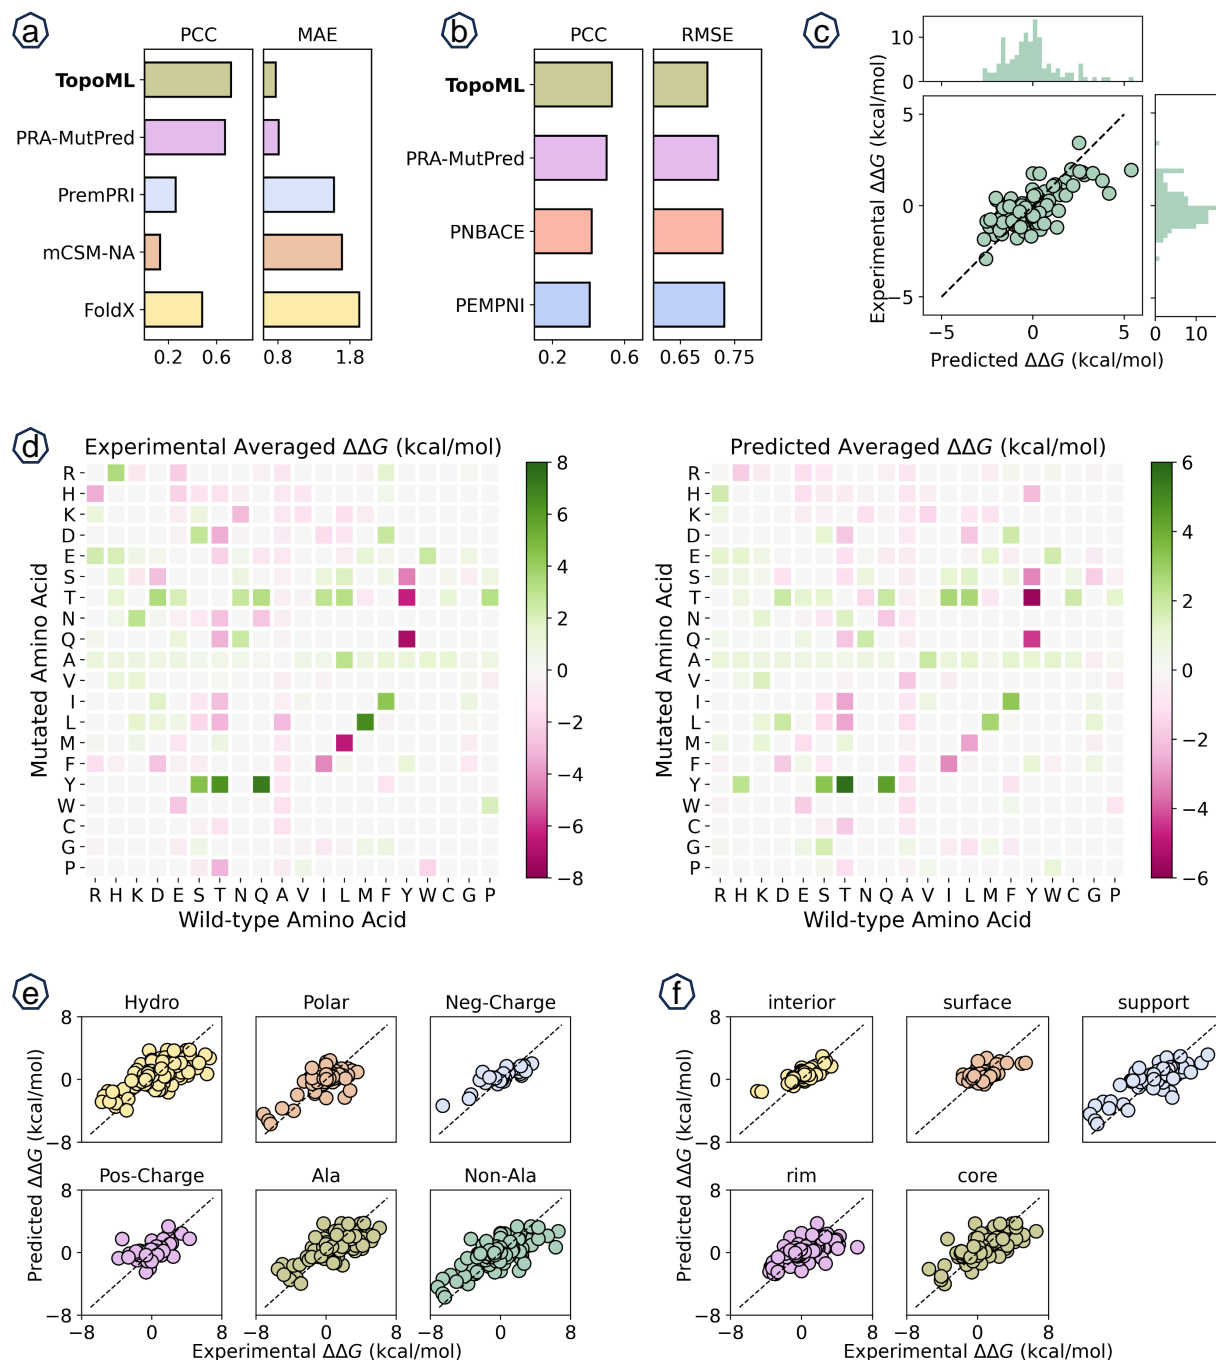 a
PCC MAE
TopoML
PRA-MutPred
PremPRI
mCSM-NA
FoldX
0.2 0.6 0.8 1.8
b
PCC RMSE
TopoML
PRA-MutPred
PNBACE
PEMPNI
0.2 0.6 0.65 0.75
c
10
0
Experimental ΔΔG (kcal/mol)
5
0
−5
−5 0 5
Predicted ΔΔG (kcal/mol)
0 10
d
Experimental Averaged ΔΔG (kcal/mol)
Mutated Amino Acid
R
H
K
D
E
S
T
N
Q
A
V
I
L
M
F
Y
W
C
G
P
R H K D E S T N Q A V I L M F Y W C G P
Wild-type Amino Acid
8
6
4
2
0
−2
−4
−6
−8
Predicted Averaged ΔΔG (kcal/mol)
Mutated Amino Acid
R
H
K
D
E
S
T
N
Q
A
V
I
L
M
F
Y
W
C
G
P
R H K D E S T N Q A V I L M F Y W C G P
Wild-type Amino Acid
6
4
2
0
−2
−4
−6
e
Hydro Polar Neg-Charge
8
0
−8
Pos-Charge Ala Non-Ala
8
0
−8
−8 0 8 −8 0 8 −8 0 8
Predicted ΔΔG (kcal/mol)
Experimental ΔΔG (kcal/mol)
f
interior surface support
8
0
−8
rim core
8
0
−8
−8 0 8 −8 0 8
Predicted ΔΔG (kcal/mol)
Experimental ΔΔG (kcal/mol)